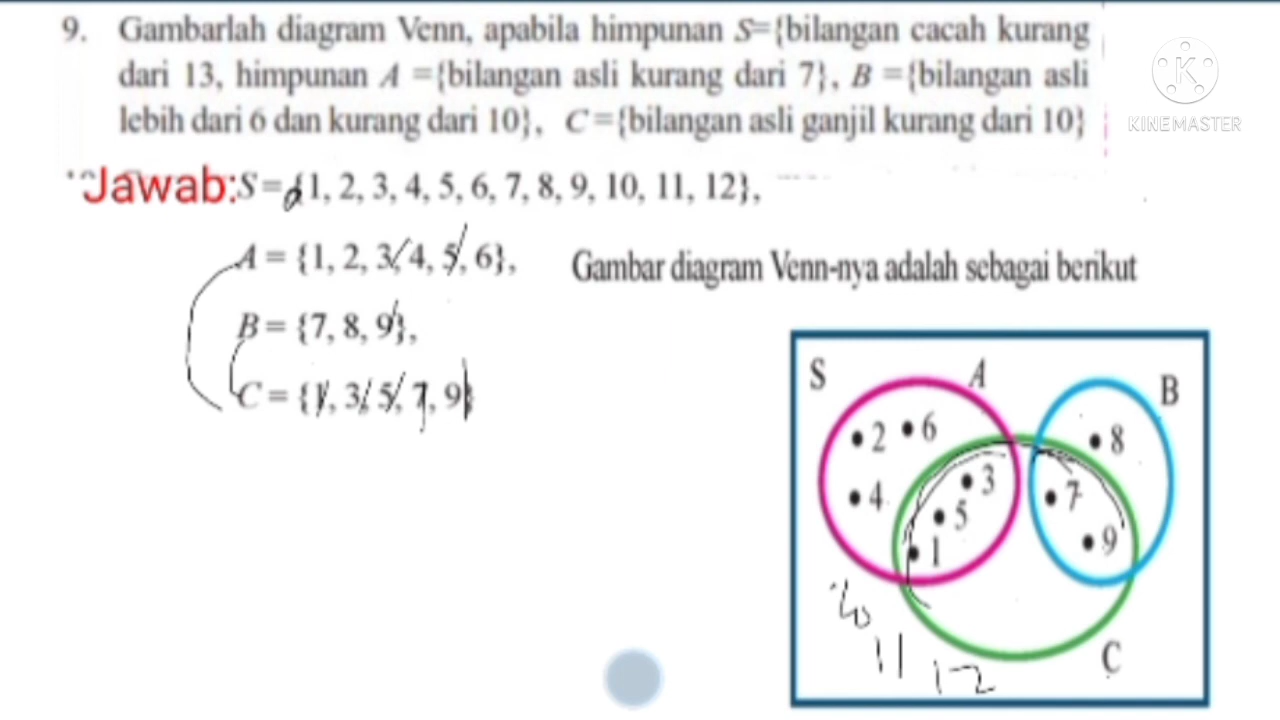 9. Gambarlah diagram Venn, apabila himpunan S={bilangan cacah kurang
dari 13, himpunan A ={bilangan asli kurang dari 7}, B ={bilangan asli
lebih dari 6 dan kurang dari 10}, C={bilangan asli ganjil kurang dari 10}
KINEMASTER
Jawab: S={1, 2, 3, 4, 5, 6, 7, 8, 9, 10, 11, 12},
A = {1, 2, 3, 4, 5, 6},
Gambar diagram Venn-nya adalah sebagai berikut
B = {7, 8, 9},
C = {1, 3, 5, 7, 9}
S A B
• 2 • 6 • 8
• 4 • 3 • 7
• 5 • 9
• 1
11 12
C